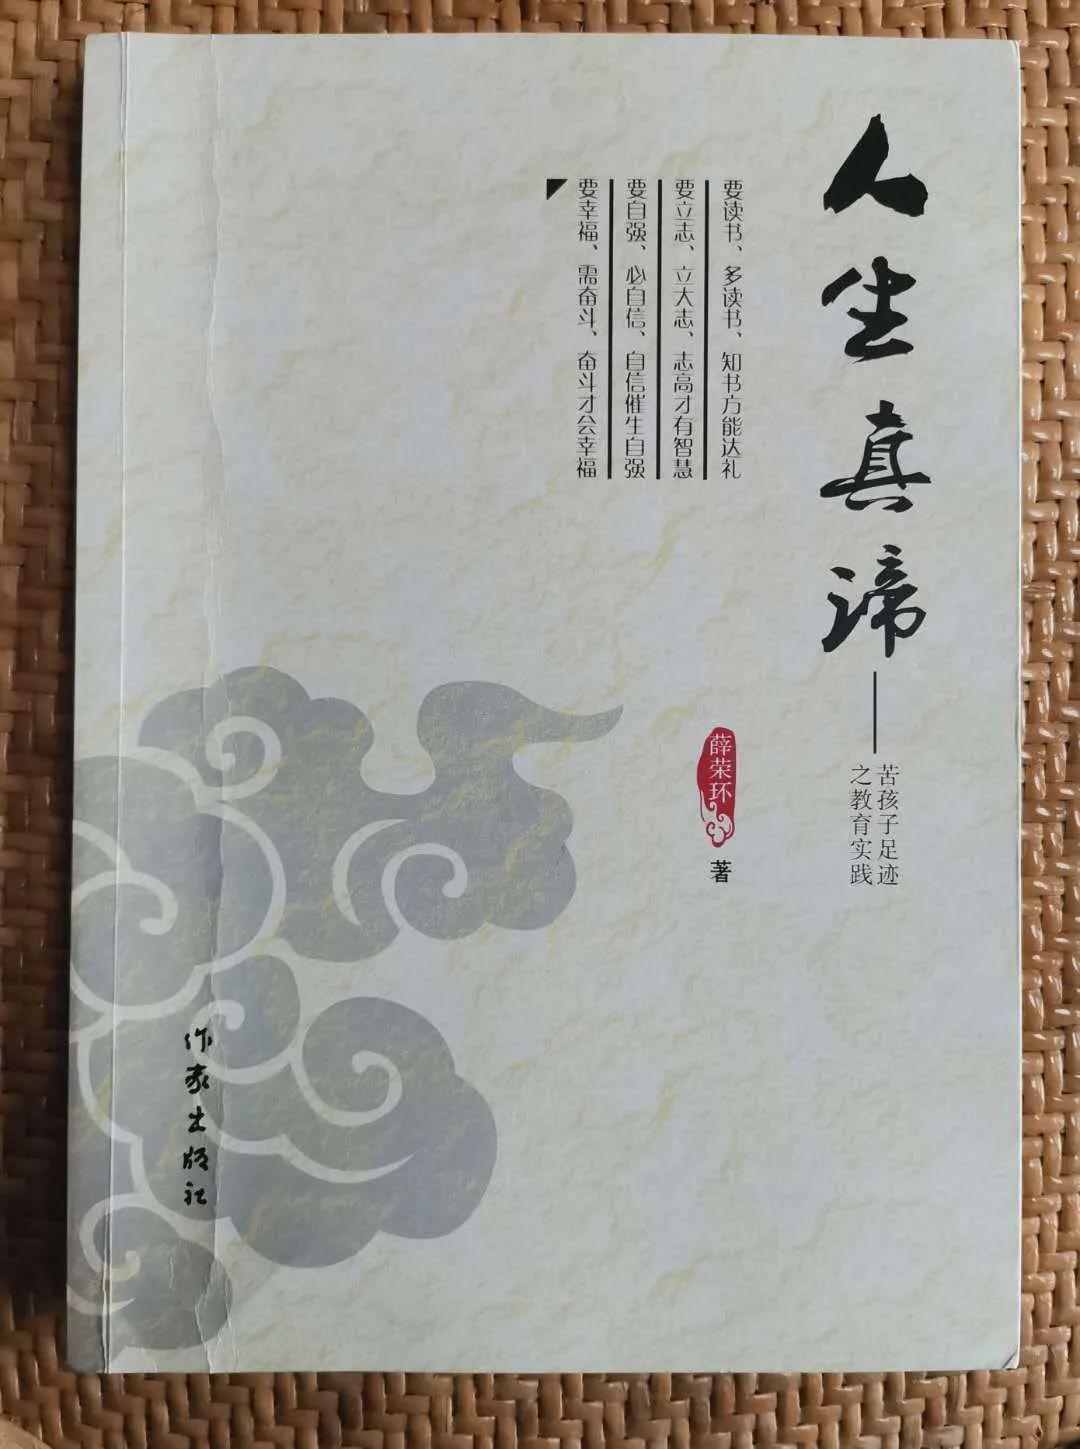 人生真谛——
苦孩子足迹
之教育实践
要读书、多读书、知书方能达礼
要立志、立大志、志高才有智慧
要自强、必自信、自信催生自强
要幸福、需奋斗、奋斗才会幸福
薛荣环
著
作家出版社